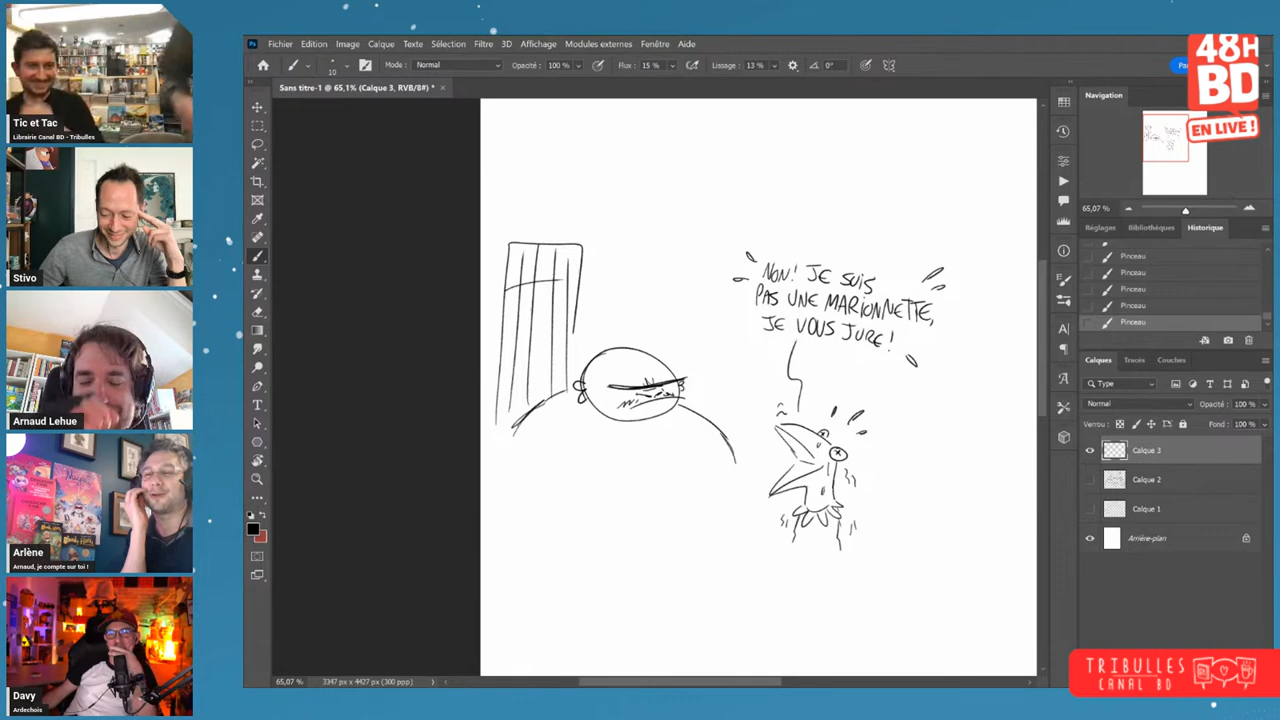 Tic et Tac
Librairie Canal BD - Tribulles
Stivo
Arnaud Lehue
Arlène
Arnaud, je compte sur toi !
Davy
Ardechois
Ps
Fichier Edition Image Calque Texte Sélection Filtre 3D Affichage Modules externes Fenêtre Aide
10 Mode : Normal Opacité : 100 % Flux : 15 % Lissage : 13 % 0°
Sans titre-1 @ 65,1% (Calque 3, RVB/8#) *
NON! JE SUIS
PAS UNE MARIONNETTE,
JE VOUS JURE!
65,07 % 3347 px x 4427 px (300 ppp)
48H
BD
EN LIVE !
Navigation
65,07 %
Réglages Bibliothèques Historique
Pinceau
Pinceau
Pinceau
Pinceau
Pinceau
Calques Tracés Couches
Type
Normal Opacité : 100 %
Verrou : Fond : 100 %
Calque 3
Calque 2
Calque 1
Arrière-plan
TRIBULLES
CANAL BD